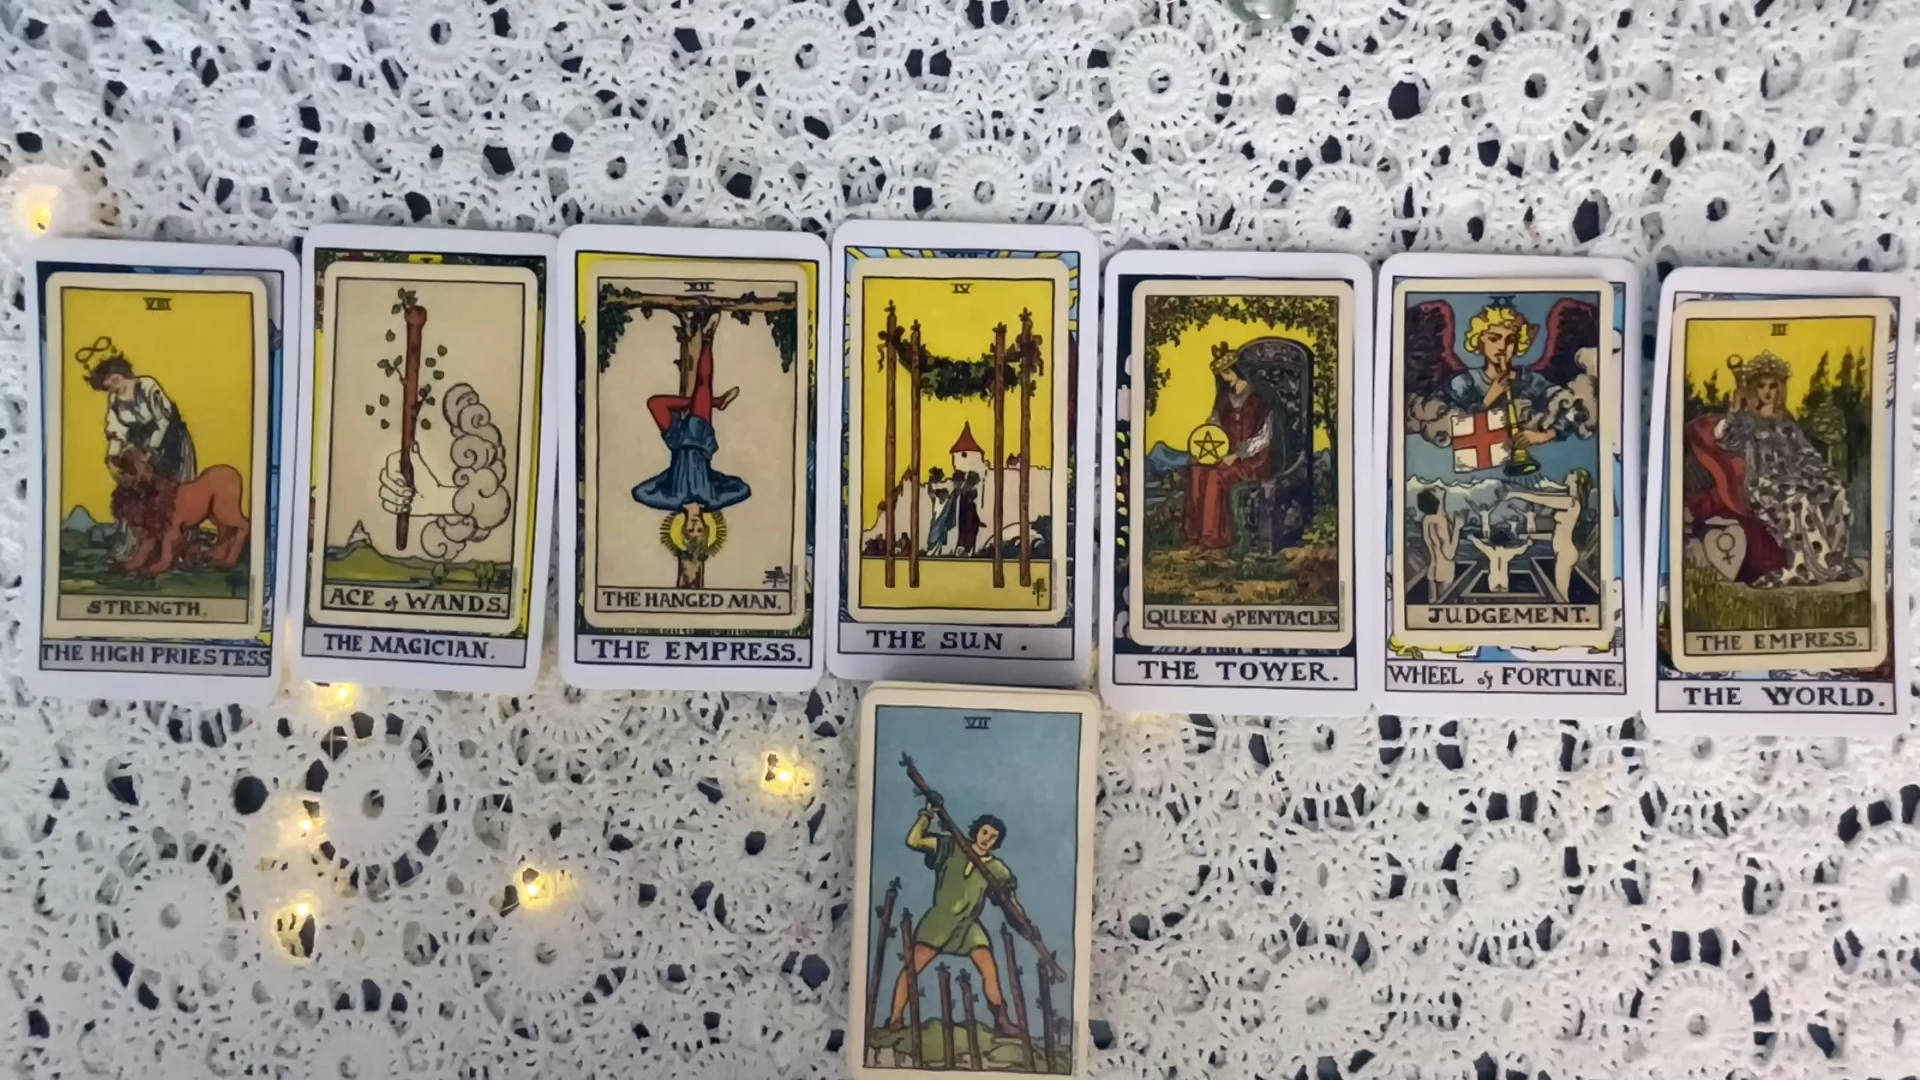 VIII
STRENGTH.
THE HIGH PRIESTESS
ACE of WANDS.
THE MAGICIAN.
XII
THE HANGED MAN.
THE EMPRESS.
IV
THE SUN .
QUEEN of PENTACLES
THE TOWER.
XX
JUDGEMENT.
WHEEL of FORTUNE.
III
THE EMPRESS.
THE WORLD.
VII